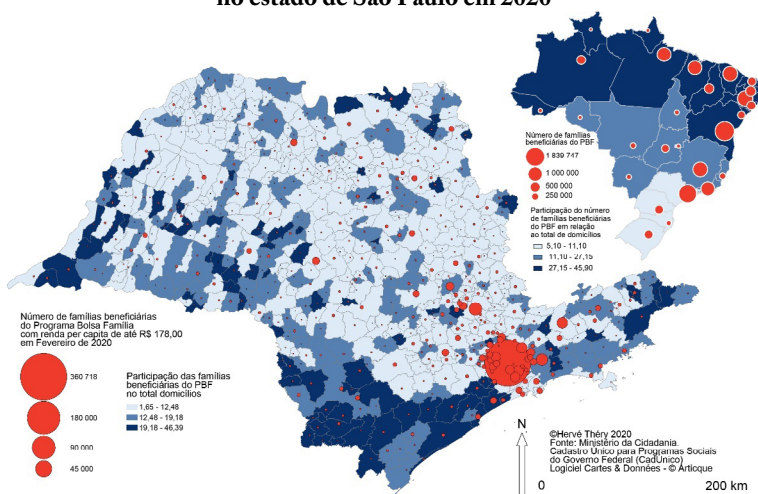 no estado de São Paulo em 2020
Número de famílias
beneficiárias do PBF
1 839 747
1 000 000
500 000
250 000
Participação do número
de famílias beneficiárias
do PBF em relação
ao total de domicílios
5,10 - 11,10
11,10 - 27,15
27,15 - 45,90
Número de famílias beneficiárias
do Programa Bolsa Família
com renda per capita de até R$ 178,00
em Fevereiro de 2020
360 718
180 000
90 000
45 000
Participação das famílias
beneficiárias do PBF
no total domicílios
1,65 - 12,48
12,48 - 19,18
19,18 - 46,39
N
©Hervé Théry 2020
Fonte: Ministério da Cidadania.
Cadastro Único para Programas Sociais
do Governo Federal (CadÚnico)
Logiciel Cartes & Données - © Articque
0 200 km